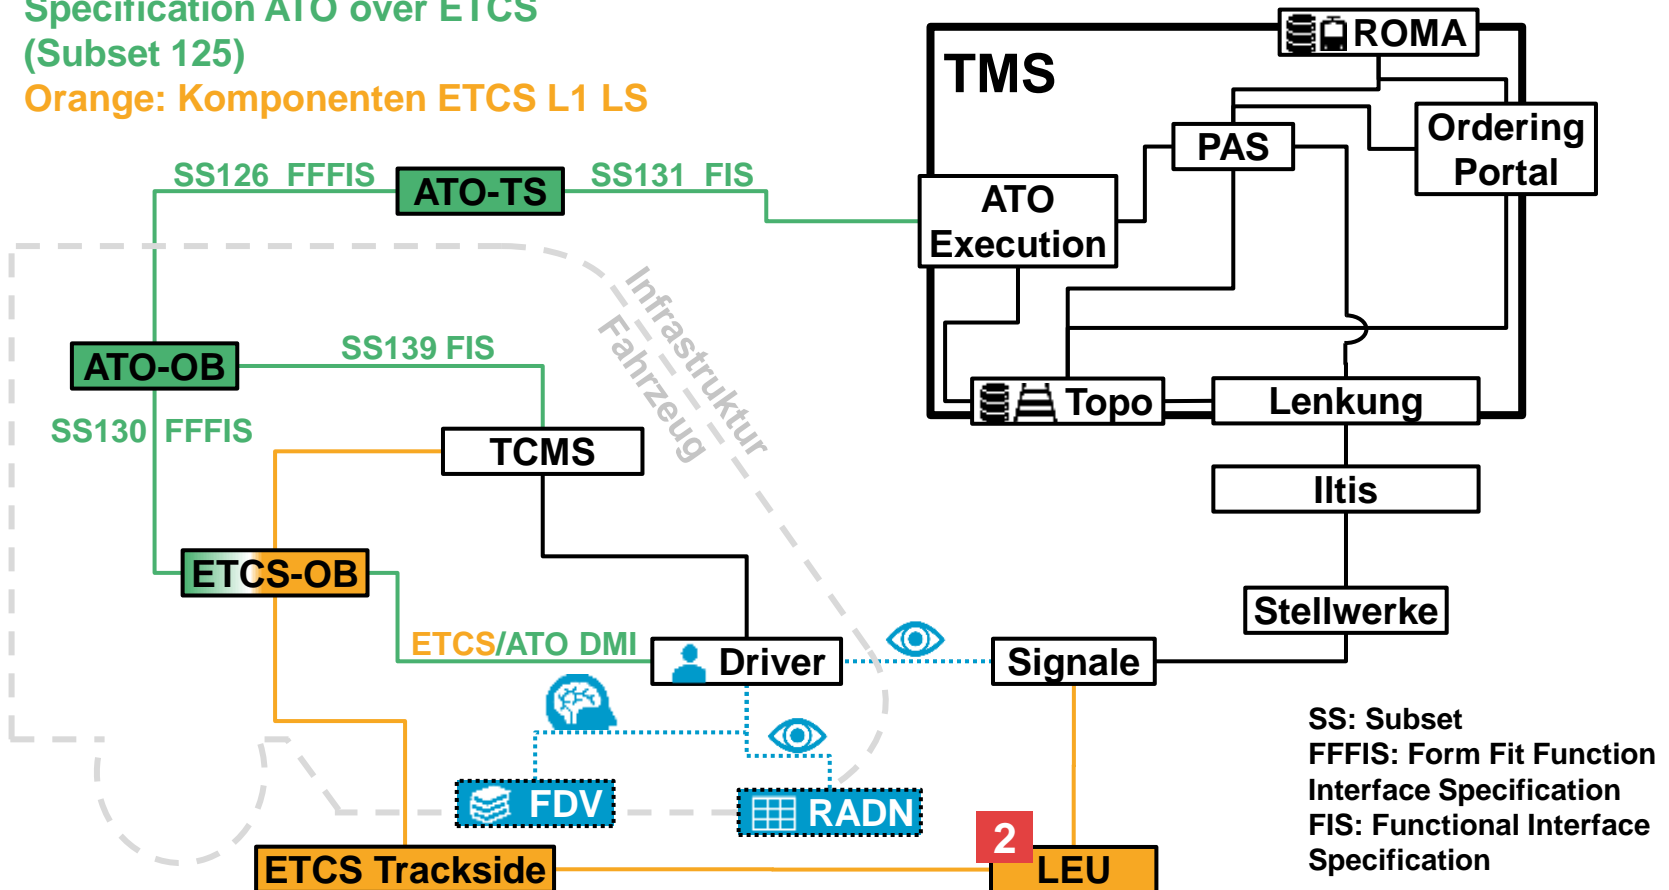 Specification ATO over ETCS
(Subset 125)
Orange: Komponenten ETCS L1 LS
ROMA
TMS
Ordering
Portal
PAS
SS126 FFFIS
ATO-TS
SS131 FIS
ATO
Execution
Infrastruktur
Fahrzeug
SS139 FIS
ATO-OB
Topo
Lenkung
SS130 FFFIS
TCMS
Iltis
ETCS-OB
Stellwerke
ETCS/ATO DMI
Driver
Signale
SS: Subset
FFFIS: Form Fit Function
Interface Specification
FIS: Functional Interface
Specification
FDV
RADN
2
ETCS Trackside
LEU